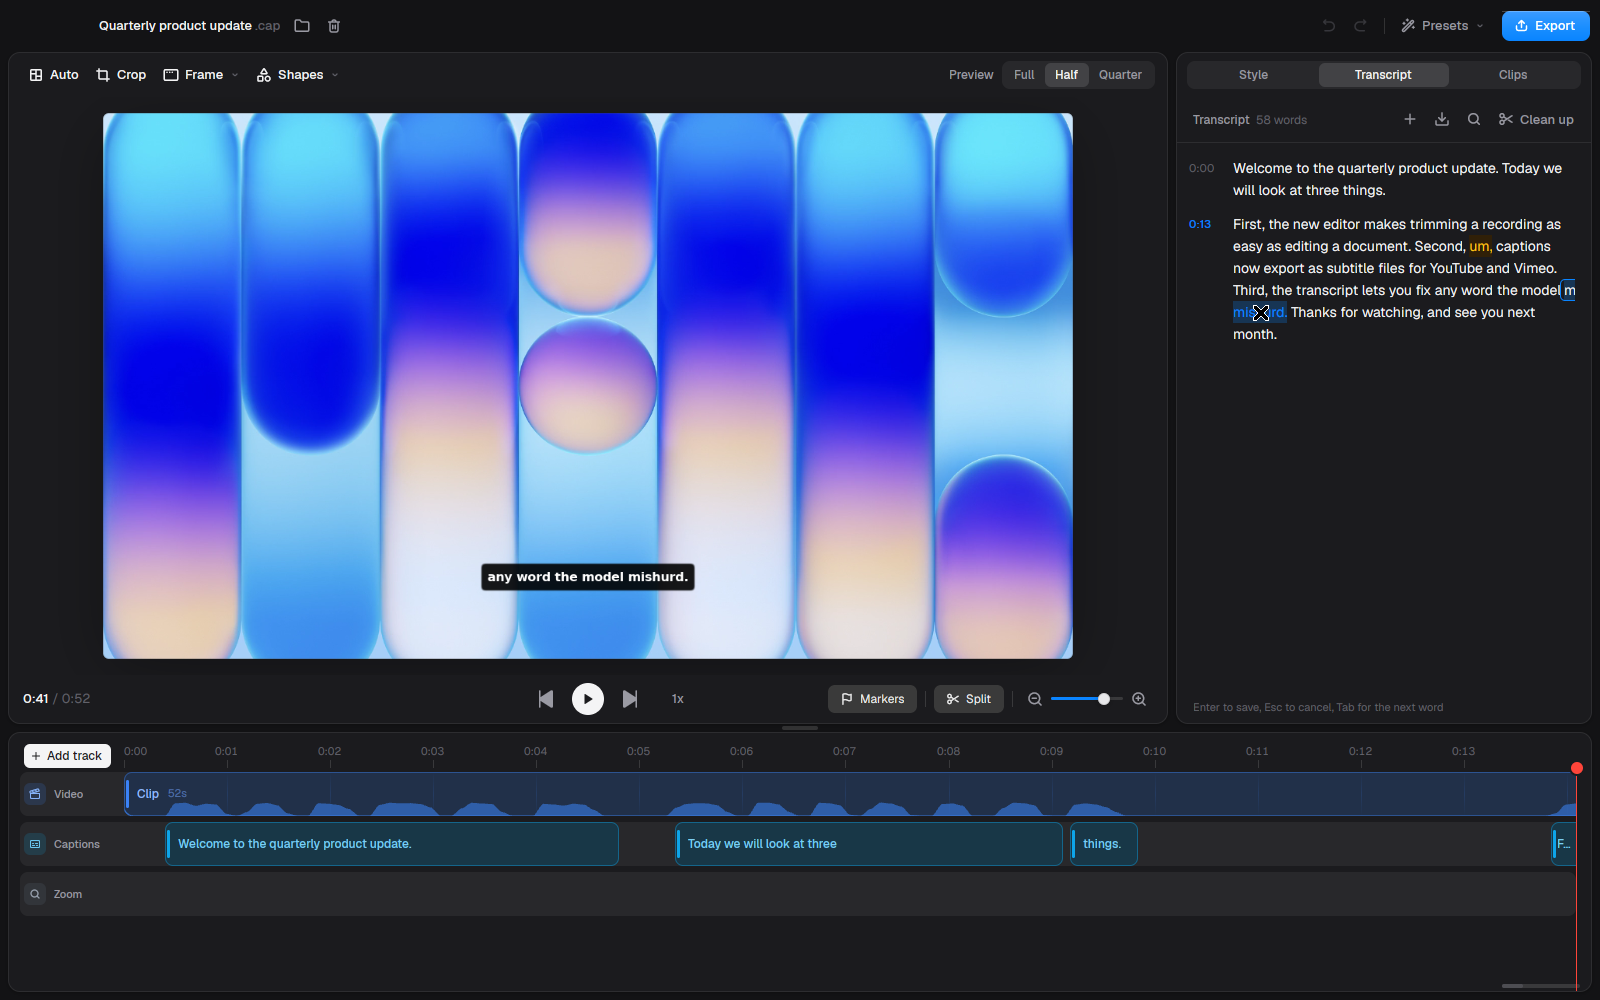 Quarterly product update .cap
Presets
Export
Auto
Crop
Frame
Shapes
Preview
Full
Half
Quarter
Style
Transcript
Clips
Transcript 58 words
Clean up
0:00
Welcome to the quarterly product update. Today we
will look at three things.
0:13
First, the new editor makes trimming a recording as
easy as editing a document. Second, um, captions
now export as subtitle files for YouTube and Vimeo.
Third, the transcript lets you fix any word the model m
Thanks for watching, and see you next
month.
any word the model mishurd.
0:41 / 0:52
1x
Markers
Split
Enter to save, Esc to cancel, Tab for the next word
Add track
0:00
0:01
0:02
0:03
0:04
0:05
0:06
0:07
0:08
0:09
0:10
0:11
0:12
0:13
Video
Clip 52s
Captions
Welcome to the quarterly product update.
Today we will look at three
things.
F...
Zoom